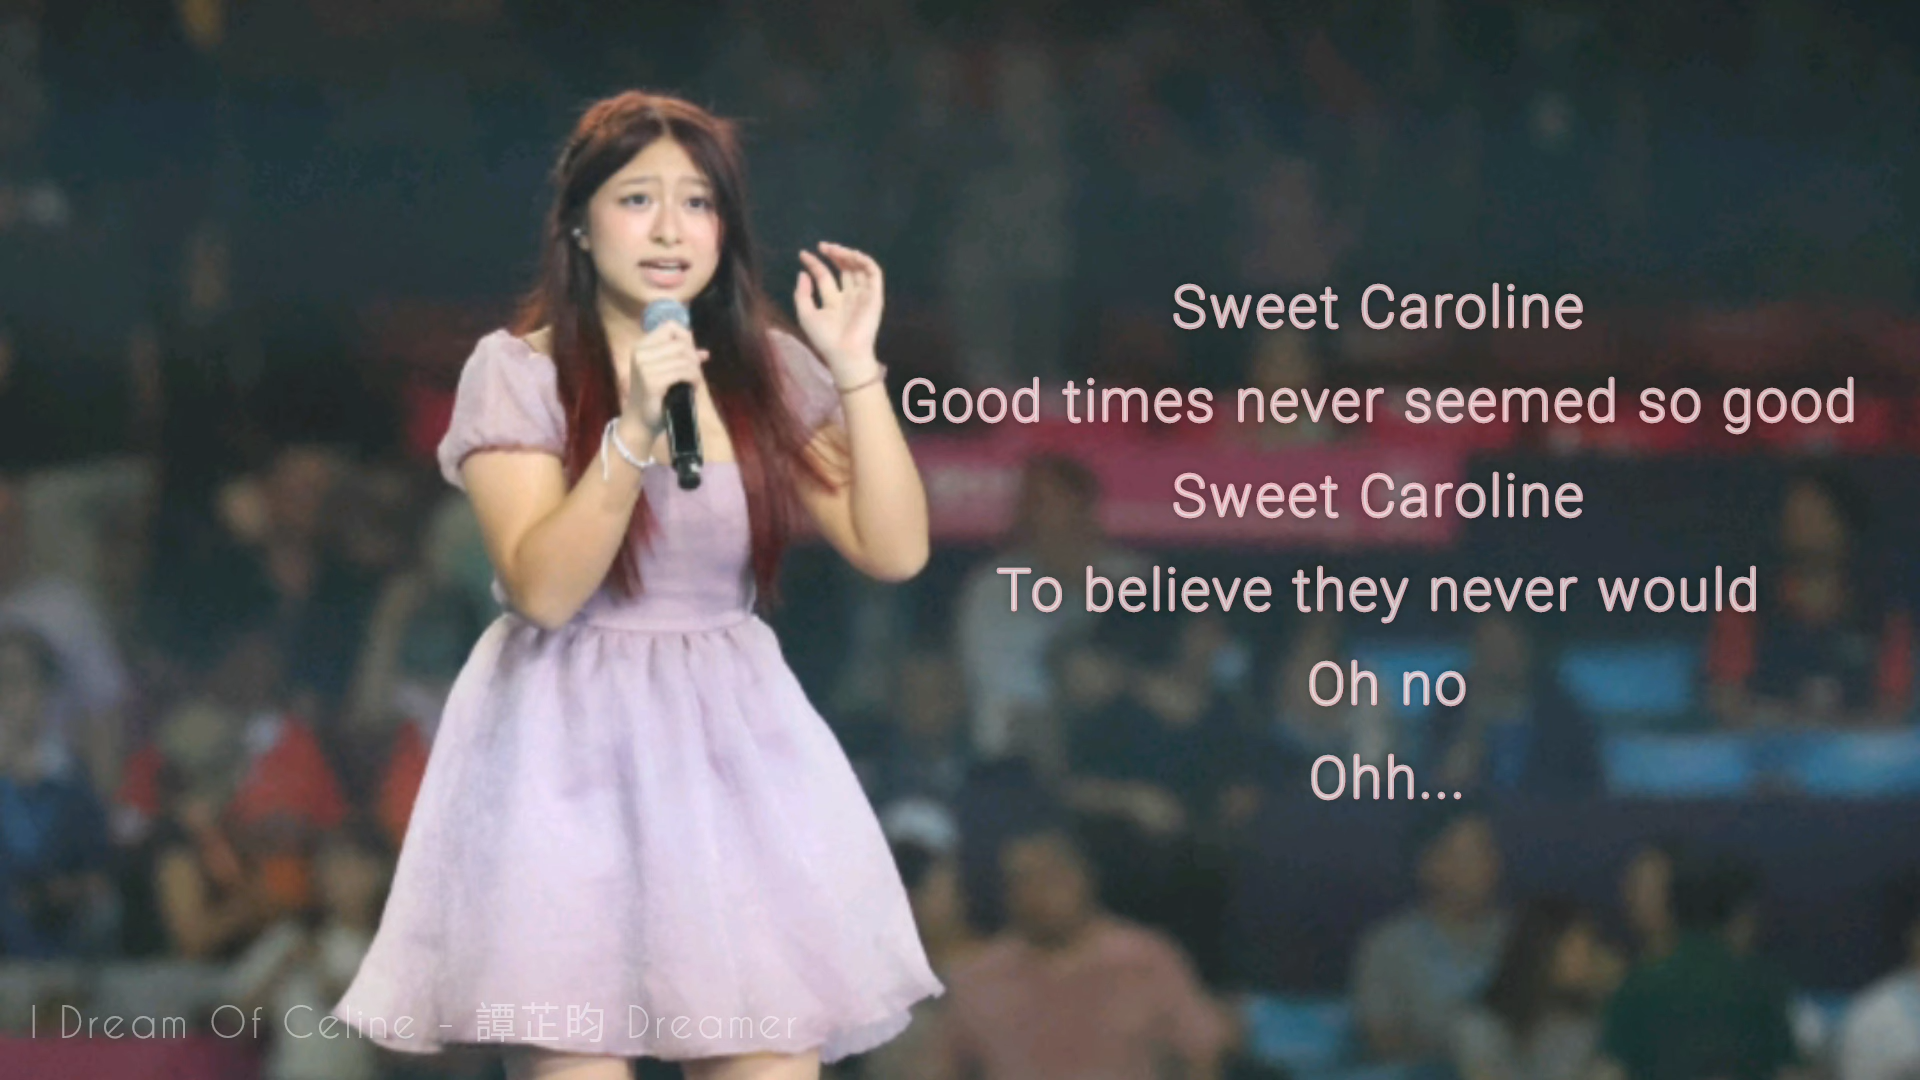 Sweet Caroline
Good times never seemed so good
Sweet Caroline
To believe they never would
Oh no
Ohh...
I Dream Of Celine - 譚芷昀 Dreamer